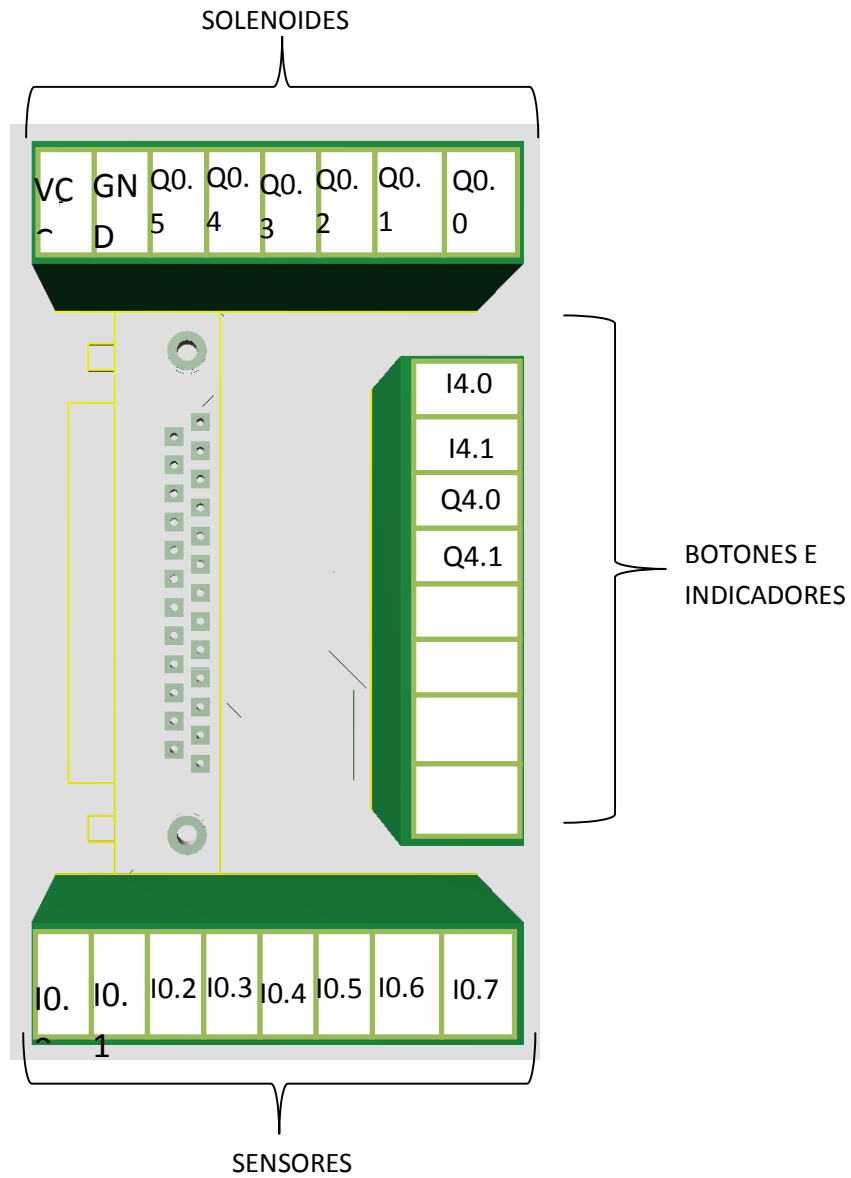 SOLENOIDES
VC
GN
D
Q0.
5
Q0.
4
Q0.
3
Q0.
2
Q0.
1
Q0.
0
I4.0
I4.1
Q4.0
Q4.1
BOTONES E
INDICADORES
I0.
I0.
1
I0.2
I0.3
I0.4
I0.5
I0.6
I0.7
SENSORES